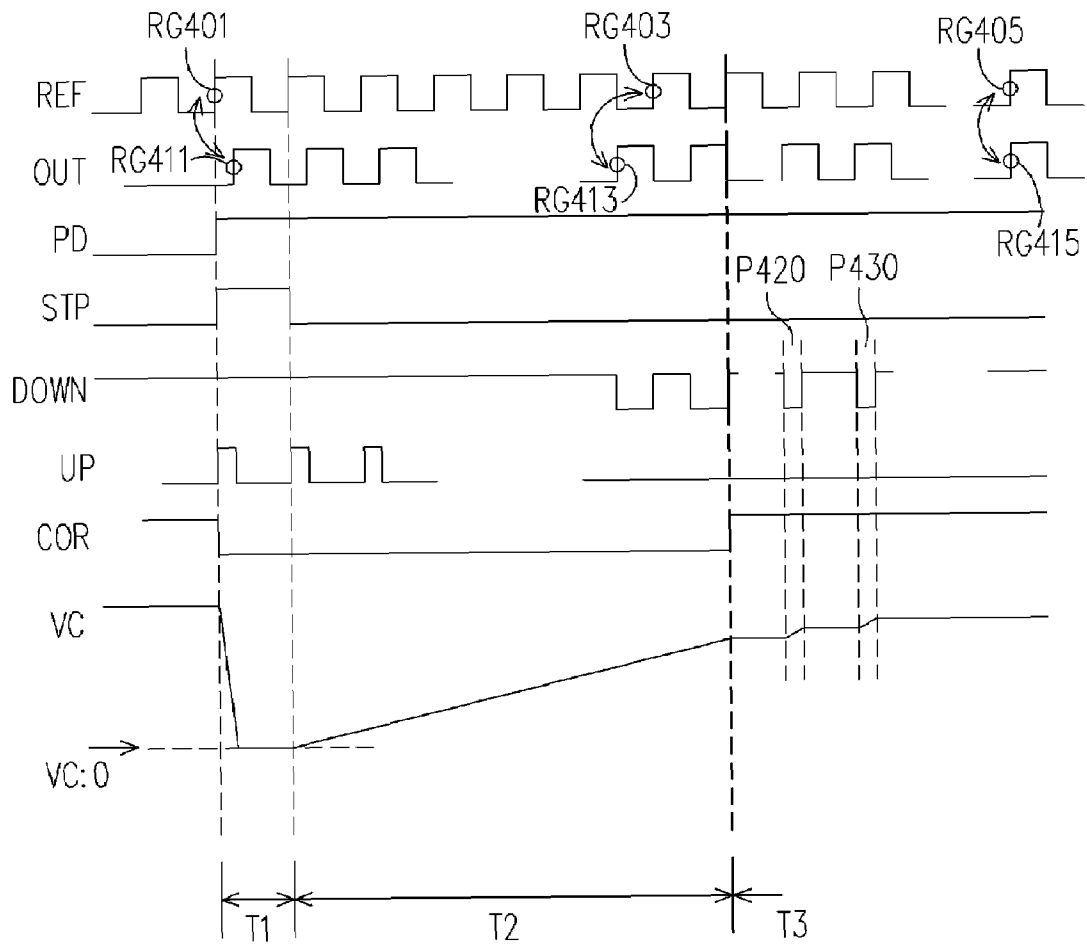 RG401
RG403
RG405
REF
RG411
OUT
RG413
RG415
PD
P420
P430
STP
DOWN
UP
COR
VC
VC:0
T1
T2
T3